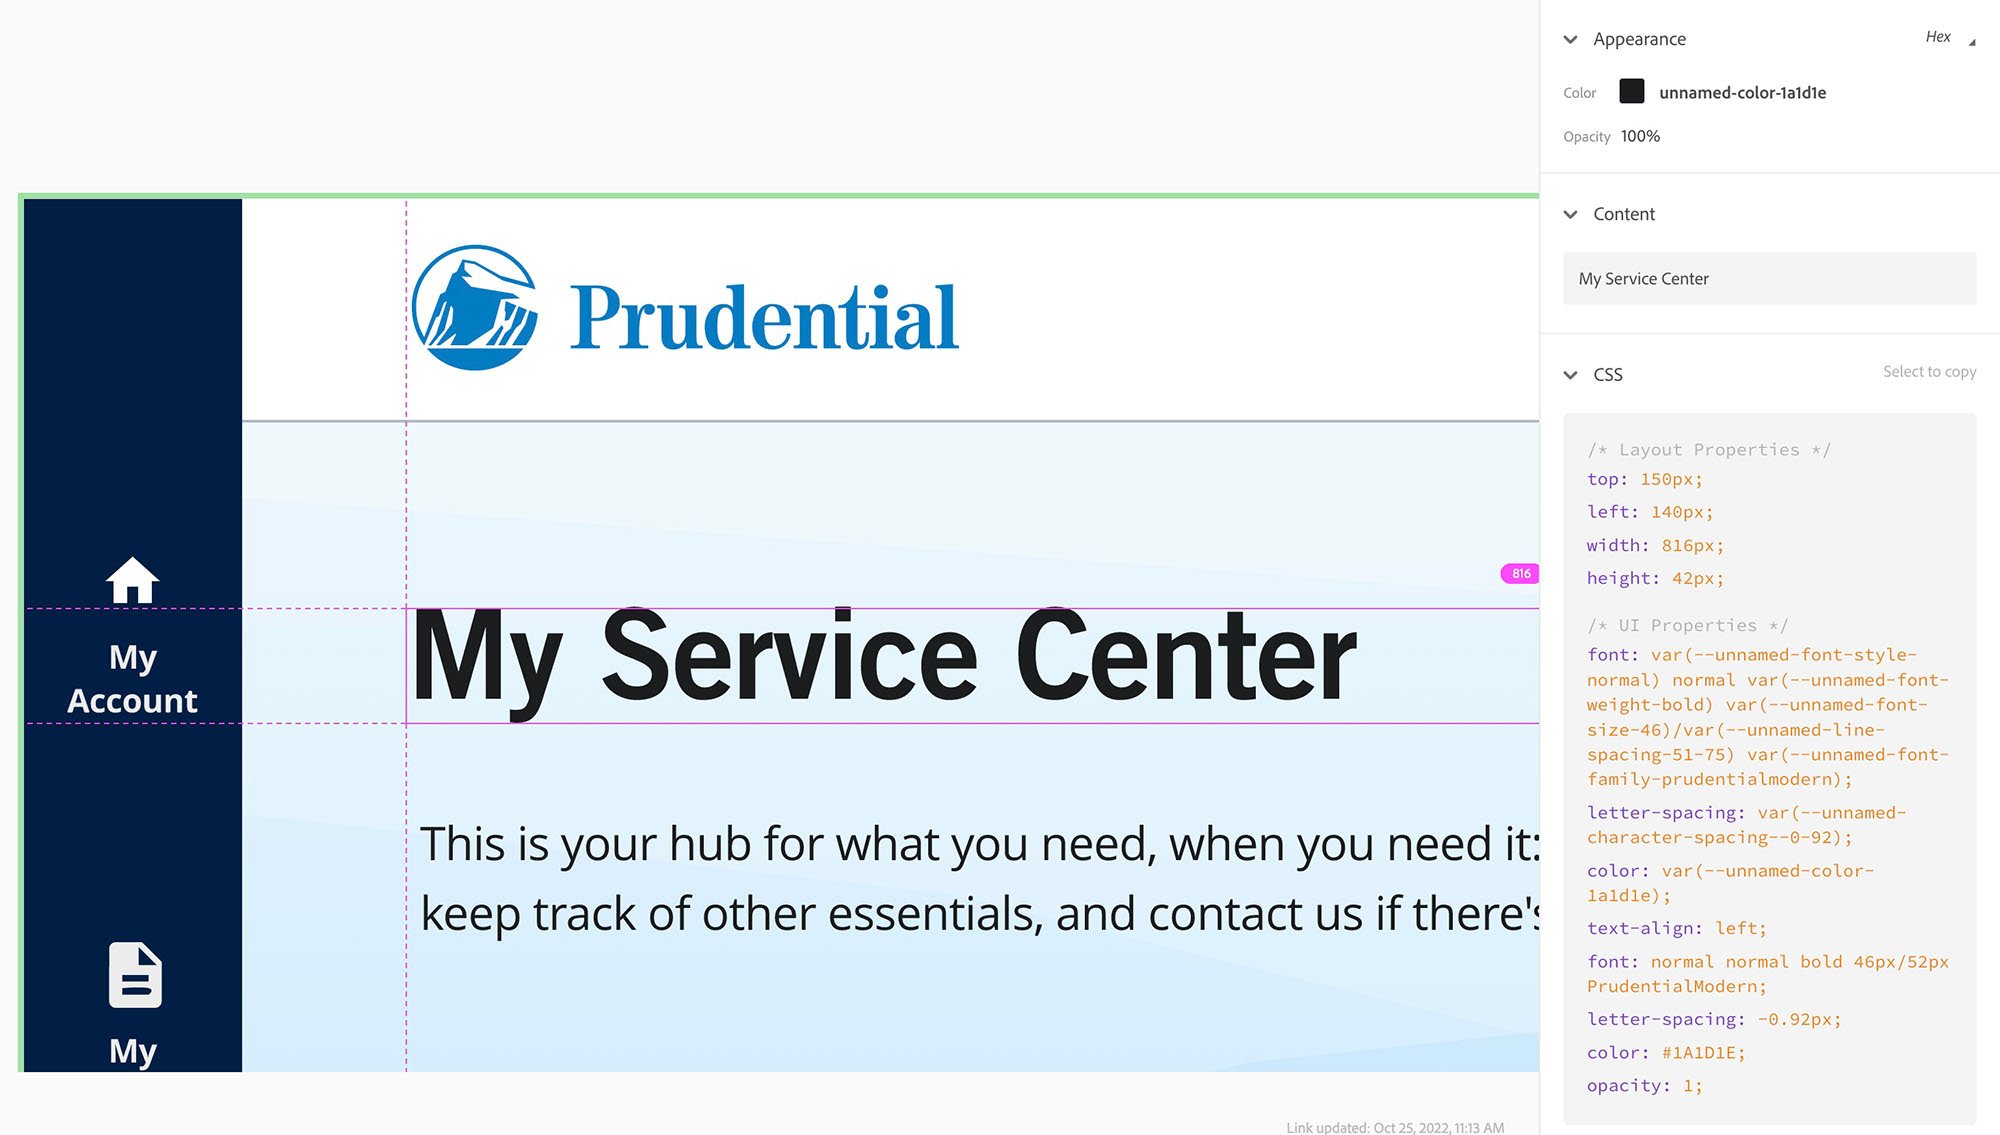 Appearance
Hex
Color unnamed-color-1a1d1e
Opacity 100%
Content
My Service Center
CSS
Select to copy
/* Layout Properties */
top: 150px;
left: 140px;
width: 816px;
height: 42px;
/* UI Properties */
font: var(--unnamed-font-style-
normal) normal var(--unnamed-font-
weight-bold) var(--unnamed-font-
size-46)/var(--unnamed-line-
spacing-51-75) var(--unnamed-font-
family-prudentialmodern);
letter-spacing: var(--unnamed-
character-spacing--0-92);
color: var(--unnamed-color-
1a1d1e);
text-align: left;
font: normal normal bold 46px/52px
PrudentialModern;
letter-spacing: -0.92px;
color: #1A1D1E;
opacity: 1;
Prudential
816
My
Account
My
My Service Center
This is your hub for what you need, when you need it:
keep track of other essentials, and contact us if there's
Link updated: Oct 25, 2022, 11:13 AM